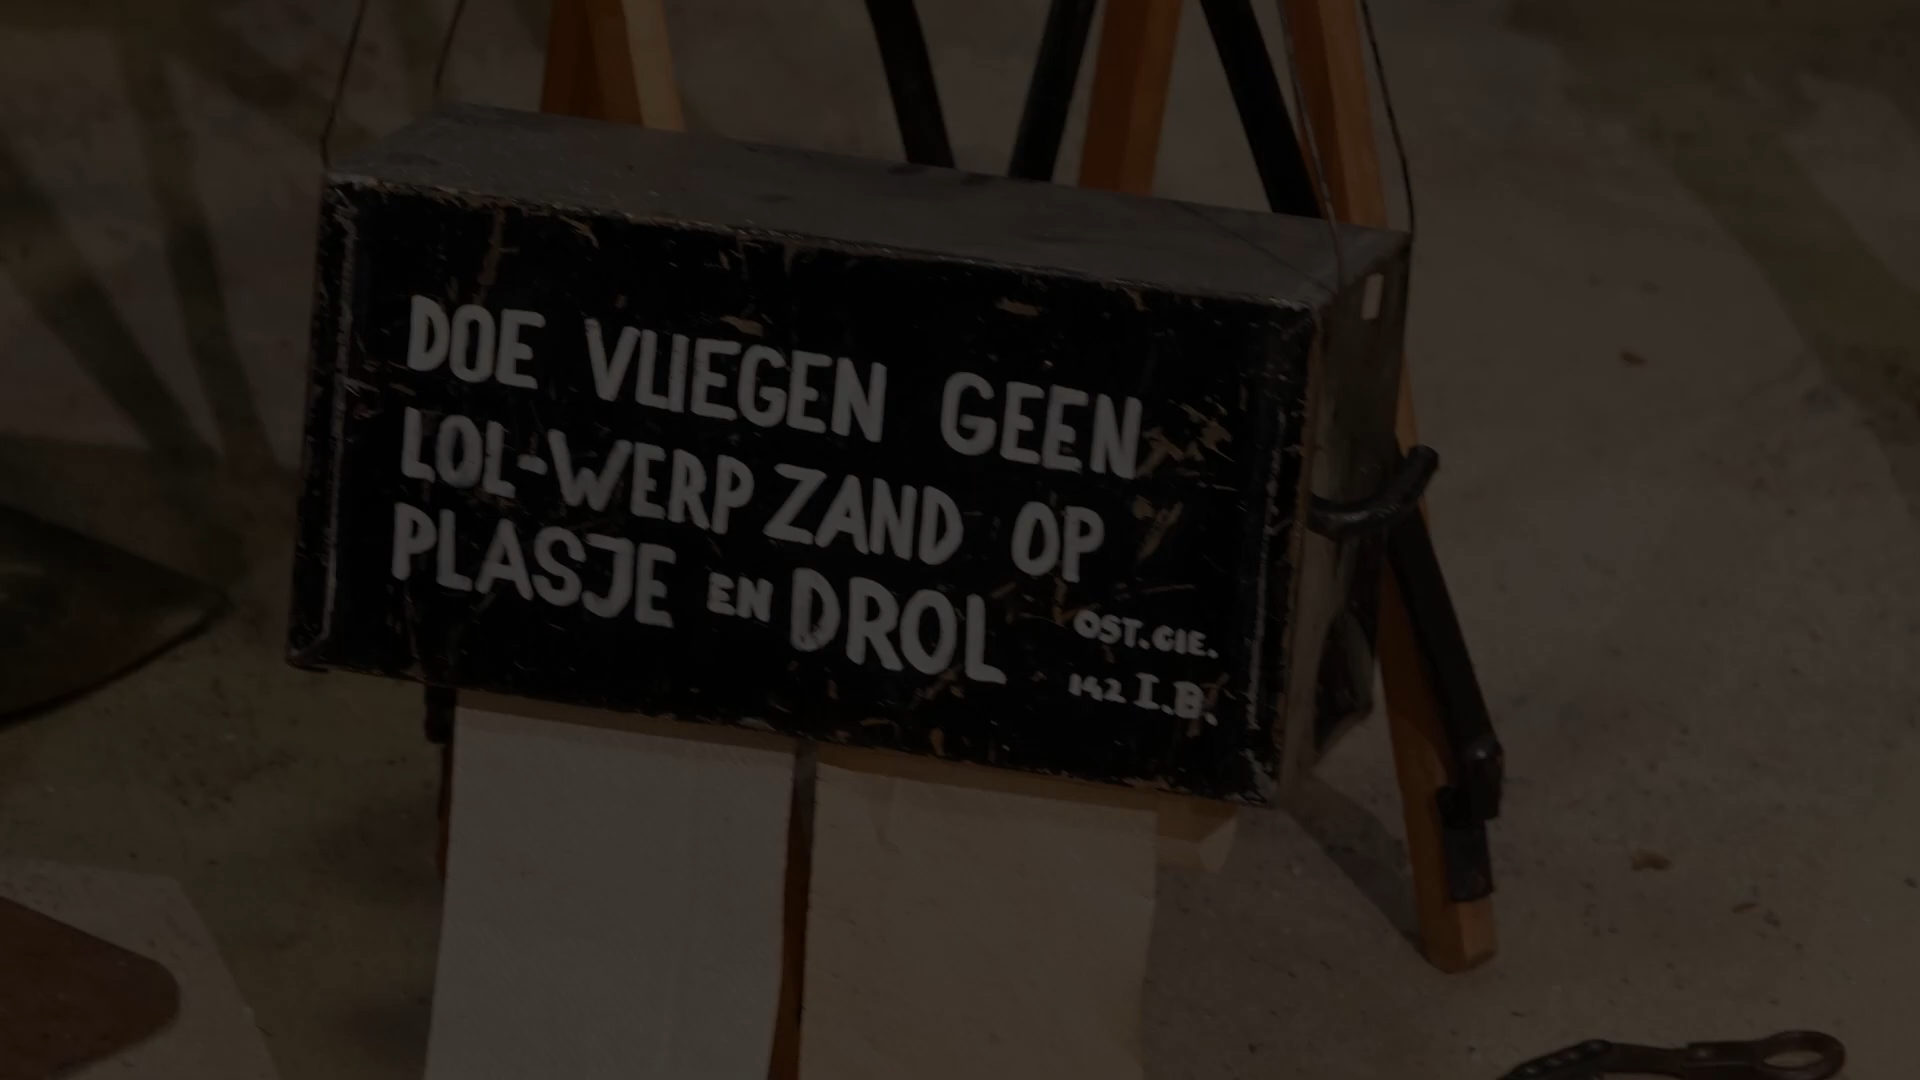 DOE VLIEGEN GEEN
LOL-WERP ZAND OP
PLASJE EN DROL
OST.CIE.
142 I.B.